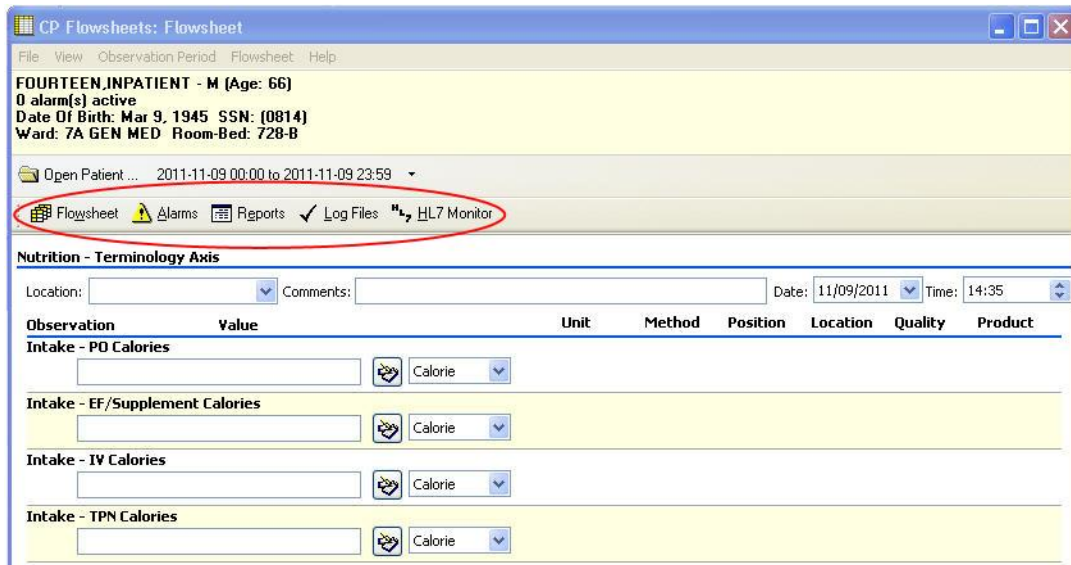 CP Flowsheets: Flowsheet
File View Observation Period Flowsheet Help
FOURTEEN,INPATIENT - M (Age: 66)
0 alarm(s) active
Date Of Birth: Mar 9, 1945 SSN: (0814)
Ward: 7A GEN MED Room-Bed: 728-B
Open Patient ... 2011-11-09 00:00 to 2011-11-09 23:59
Flowsheet Alarms Reports Log Files HL7 HL7 Monitor
Nutrition - Terminology Axis
Location: Comments: Date: 11/09/2011 Time: 14:35
Observation Value Unit Method Position Location Quality Product
Intake - PO Calories
Calorie
Intake - EF/Supplement Calories
Calorie
Intake - IV Calories
Calorie
Intake - TPN Calories
Calorie